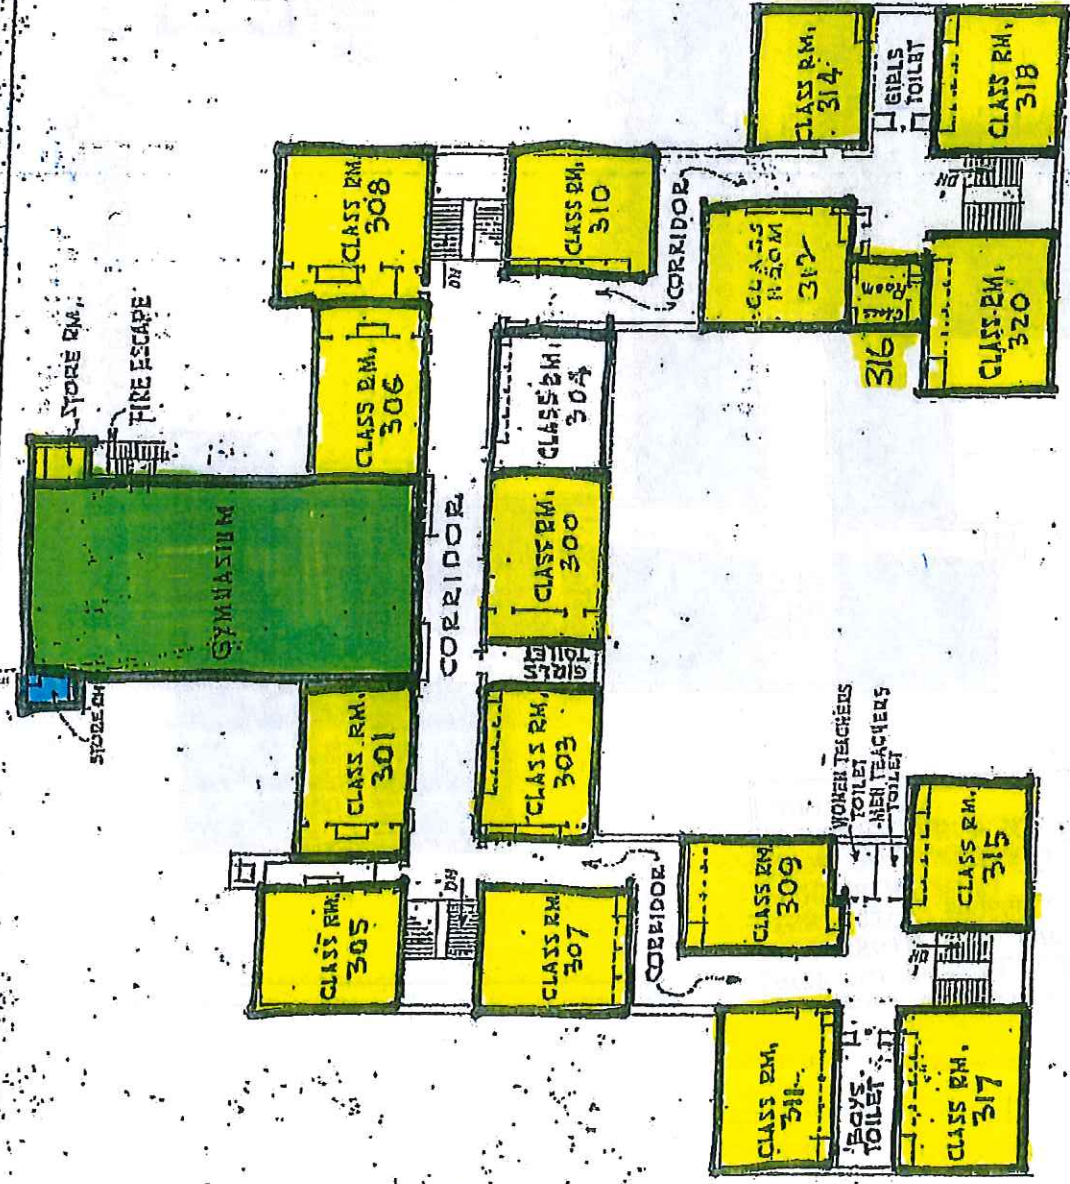 CLASS RM.
314
GIRLS
TOILET
CLASS RM.
318
DN
CLASS RM.
308
CLASS RM.
310
CORRIDOR
CLASS
ROOM
312
Room
316
CLASS RM.
320
STORE RM.
FIRE ESCAPE
CLASS RM.
306
CLASS RM.
304
GYMNASIUM
CORRIDOR
CLASS RM.
300
GIRLS
TOILET
STORE RM
CLASS RM.
301
CLASS RM.
303
WOMEN TEACHERS
TOILET
MEN TEACHERS
TOILET
CLASS RM.
305
DN
CLASS RM.
307
CORRIDOR
CLASS RM.
309
CLASS RM.
315
DN
CLASS RM.
311
BOYS
TOILET
CLASS RM.
317